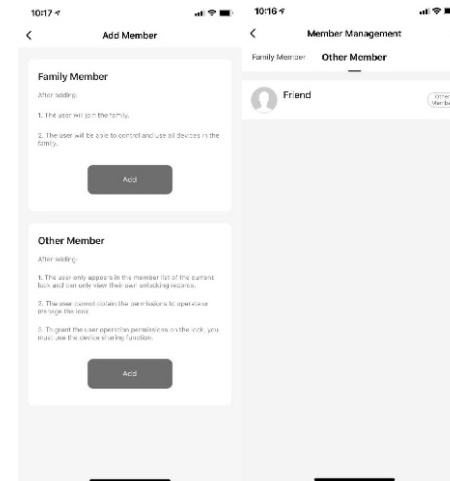 10:17
Add Member
Family Member
After adding:
1. The user will join the family.
2. The user will be able to control and use all devices in the
family.
Add
Other Member
After adding:
1. The user only appears in the member list of the current
lock and can only view their own unlocking records.
2. The user cannot obtain the permissions to operate or
manage the lock.
3. To grant the user operation permissions on the lock, you
must use the device sharing function.
Add
10:16
Member Management
Family Member Other Member
Friend
Other